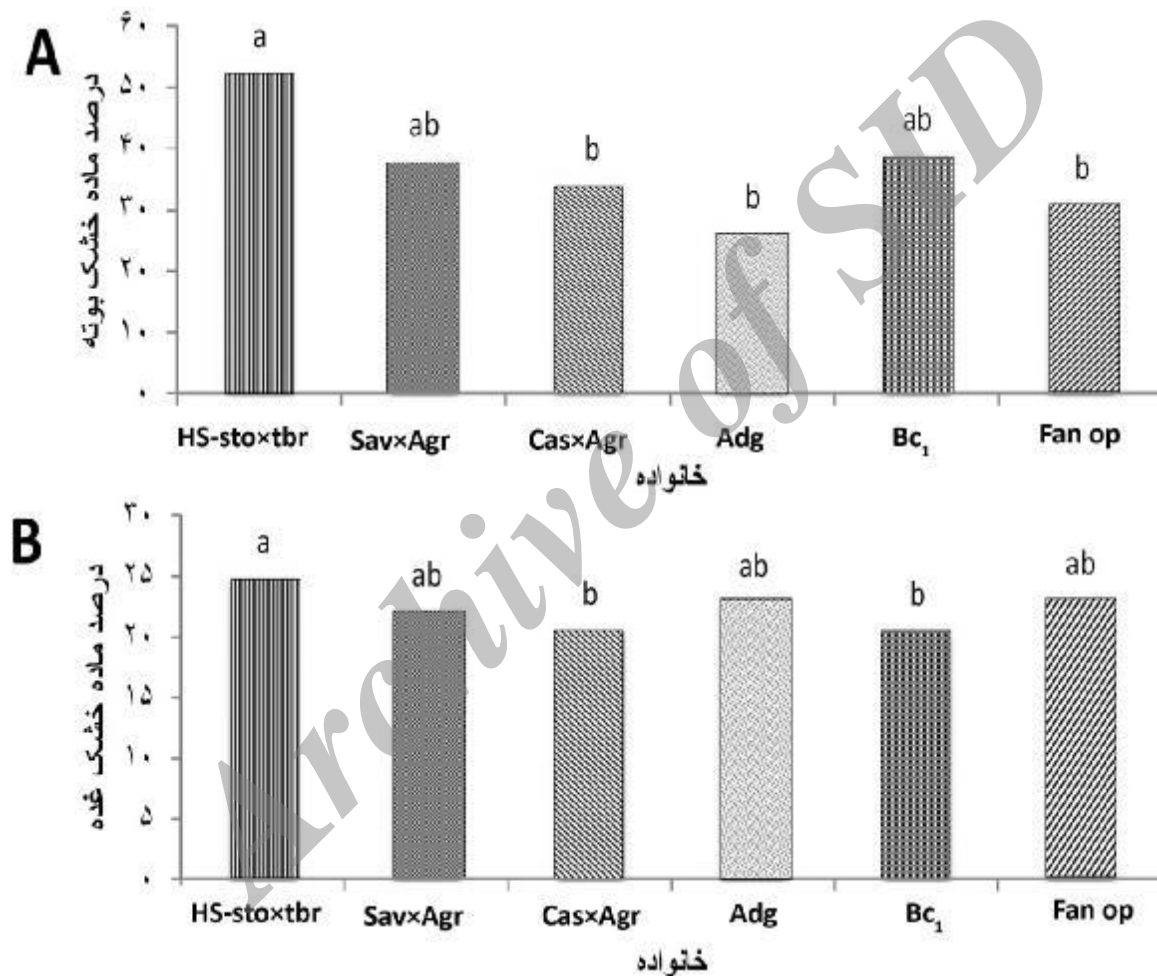 A
درصد ماده خشک بوته
۶۰
۵۰
۴۰
۳۰
۲۰
۱۰
۰
a
ab
b
b
ab
b
HS-sto×tbr Sav×Agr Cas×Agr Adg Bc₁ Fan op
خانواده
B
درصد ماده خشک غده
۳۰
۲۵
۲۰
۱۵
۱۰
۵
۰
a
ab
b
ab
b
ab
HS-sto×tbr Sav×Agr Cas×Agr Adg Bc₁ Fan op
خانواده
Archive of SID